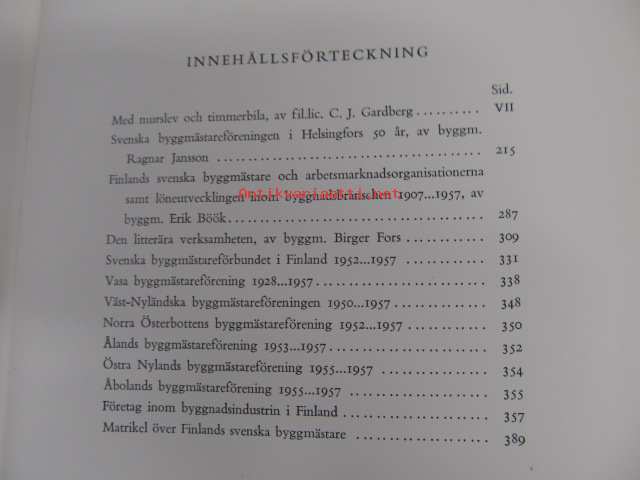 INNEHÅLLSFÖRTECKNING
Sid.
Med murslev och timmerbila, av fil.lic. C. J. Gardberg .......... VII
Svenska byggmästareföreningen i Helsingfors 50 år, av byggm.
Ragnar Jansson .......... 215
Finlands svenska byggmästare och arbetsmarknadsorganisationerna
samt löneutvecklingen inom byggnadsbranschen 1907...1957, av
Antikvariaatti.net
byggm. Erik Böök .......... 287
Den litterära verksamheten, av byggm. Birger Fors .......... 309
Svenska byggmästareförbundet i Finland 1952...1957 .......... 331
Vasa byggmästareförening 1928...1957 .......... 338
Väst-Nyländska byggmästareföreningen 1950...1957 .......... 348
Norra Österbottens byggmästareförening 1952...1957 .......... 350
Ålands byggmästareförening 1953...1957 .......... 352
Östra Nylands byggmästareförening 1955...1957 .......... 354
Åbolands byggmästareförening 1955...1957 .......... 355
Företag inom byggnadsindustrin i Finland .......... 357
Matrikel över Finlands svenska byggmästare .......... 389